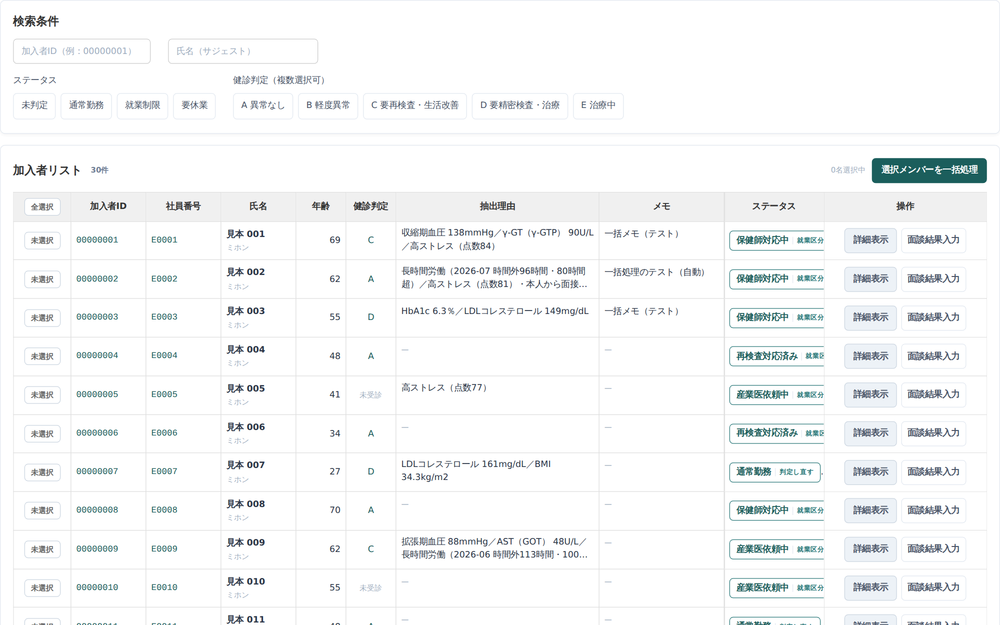 検索条件
加入者ID（例：00000001） 氏名（サジェスト）
ステータス 健診判定（複数選択可）
未判定 通常勤務 就業制限 要休業 A 異常なし B 軽度異常 C 要再検査・生活改善 D 要精密検査・治療 E 治療中
加入者リスト 30件 0名選択中 選択メンバーを一括処理
全選択 加入者ID 社員番号 氏名 年齢 健診判定 抽出理由 メモ ステータス 操作
未選択 00000001 E0001 見本 001 ミホン 69 C 収縮期血圧 138mmHg／γ-GT（γ-GTP） 90U/L
／高ストレス（点数84） 一括メモ（テスト） 保健師対応中 就業区分 詳細表示 面談結果入力
未選択 00000002 E0002 見本 002 ミホン 62 A 長時間労働（2026-07 時間外96時間・80時間
超）／高ストレス（点数81）・本人から面接… 一括処理のテスト（自動） 保健師対応中 就業区分 詳細表示 面談結果入力
未選択 00000003 E0003 見本 003 ミホン 55 D HbA1c 6.3％／LDLコレステロール 149mg/dL 一括メモ（テスト） 保健師対応中 就業区分 詳細表示 面談結果入力
未選択 00000004 E0004 見本 004 ミホン 48 A — — 再検査対応済み 就業区 詳細表示 面談結果入力
未選択 00000005 E0005 見本 005 ミホン 41 未受診 高ストレス（点数77） — 産業医依頼中 就業区分 詳細表示 面談結果入力
未選択 00000006 E0006 見本 006 ミホン 34 A — — 再検査対応済み 就業区 詳細表示 面談結果入力
未選択 00000007 E0007 見本 007 ミホン 27 D LDLコレステロール 161mg/dL／BMI
34.3kg/m2 — 通常勤務 判定し直す . 詳細表示 面談結果入力
未選択 00000008 E0008 見本 008 ミホン 70 A — — 保健師対応中 就業区分 詳細表示 面談結果入力
未選択 00000009 E0009 見本 009 ミホン 62 C 拡張期血圧 88mmHg／AST（GOT） 48U/L／
長時間労働（2026-06 時間外113時間・100… — 産業医依頼中 就業区分 詳細表示 面談結果入力
未選択 00000010 E0010 見本 010 ミホン 55 未受診 — — 産業医依頼中 就業区分 詳細表示 面談結果入力
見本 011 — —